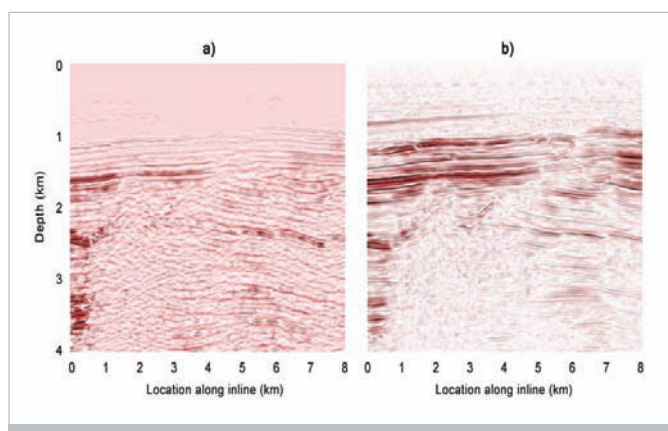 a)
b)
0
1
2
3
4
Depth (km)
0 1 2 3 4 5 6 7 8
0 1 2 3 4 5 6 7 8
Location along inline (km)
Location along inline (km)